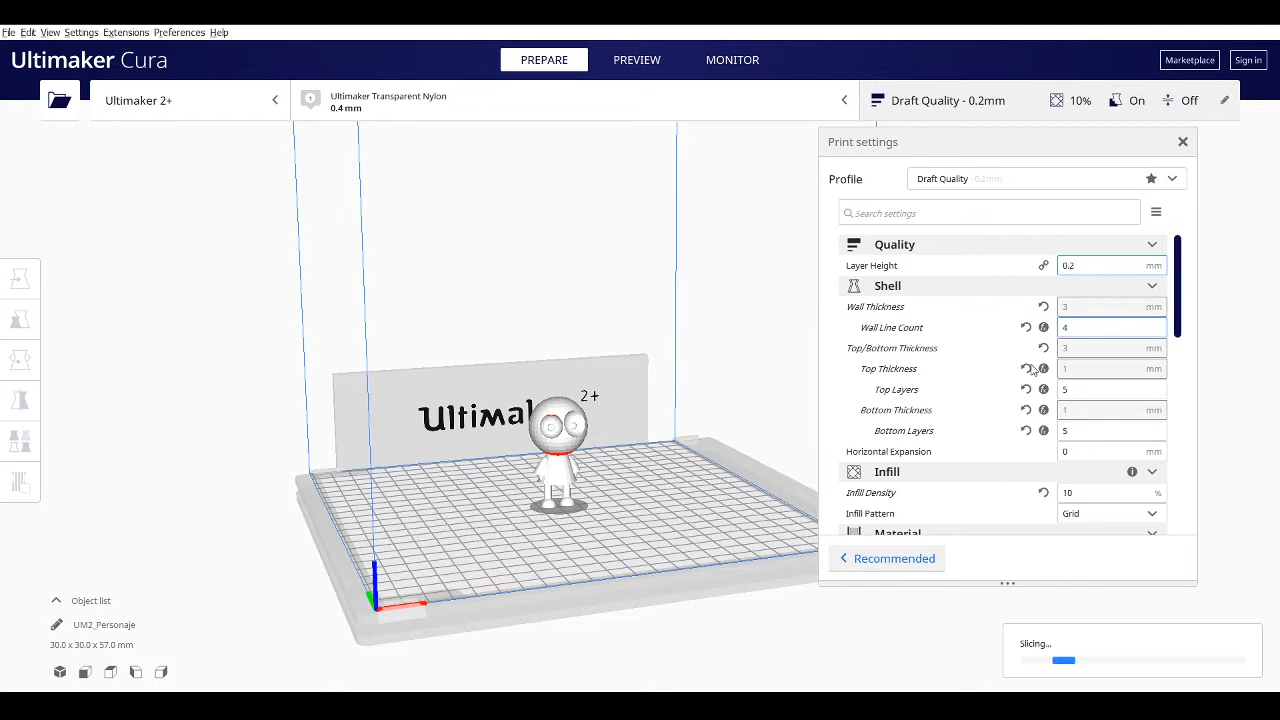 File Edit View Settings Extensions Preferences Help
Ultimaker Cura
PREPARE
PREVIEW
MONITOR
Marketplace
Sign in
Ultimaker 2+
1
Ultimaker Transparent Nylon
0.4 mm
Draft Quality - 0.2mm
10%
On
Off
Print settings
Profile
Draft Quality - 0.2mm
Search settings
Quality
Layer Height
0.2 mm
Shell
Wall Thickness
3 mm
Wall Line Count
4
Top/Bottom Thickness
3 mm
Top Thickness
1 mm
Top Layers
5
Bottom Thickness
1 mm
Bottom Layers
5
Horizontal Expansion
0 mm
Infill
Infill Density
10 %
Infill Pattern
Grid
Material
Recommended
Ultimak
2+
Object list
UM2_Personaje
30.0 x 30.0 x 57.0 mm
Slicing...